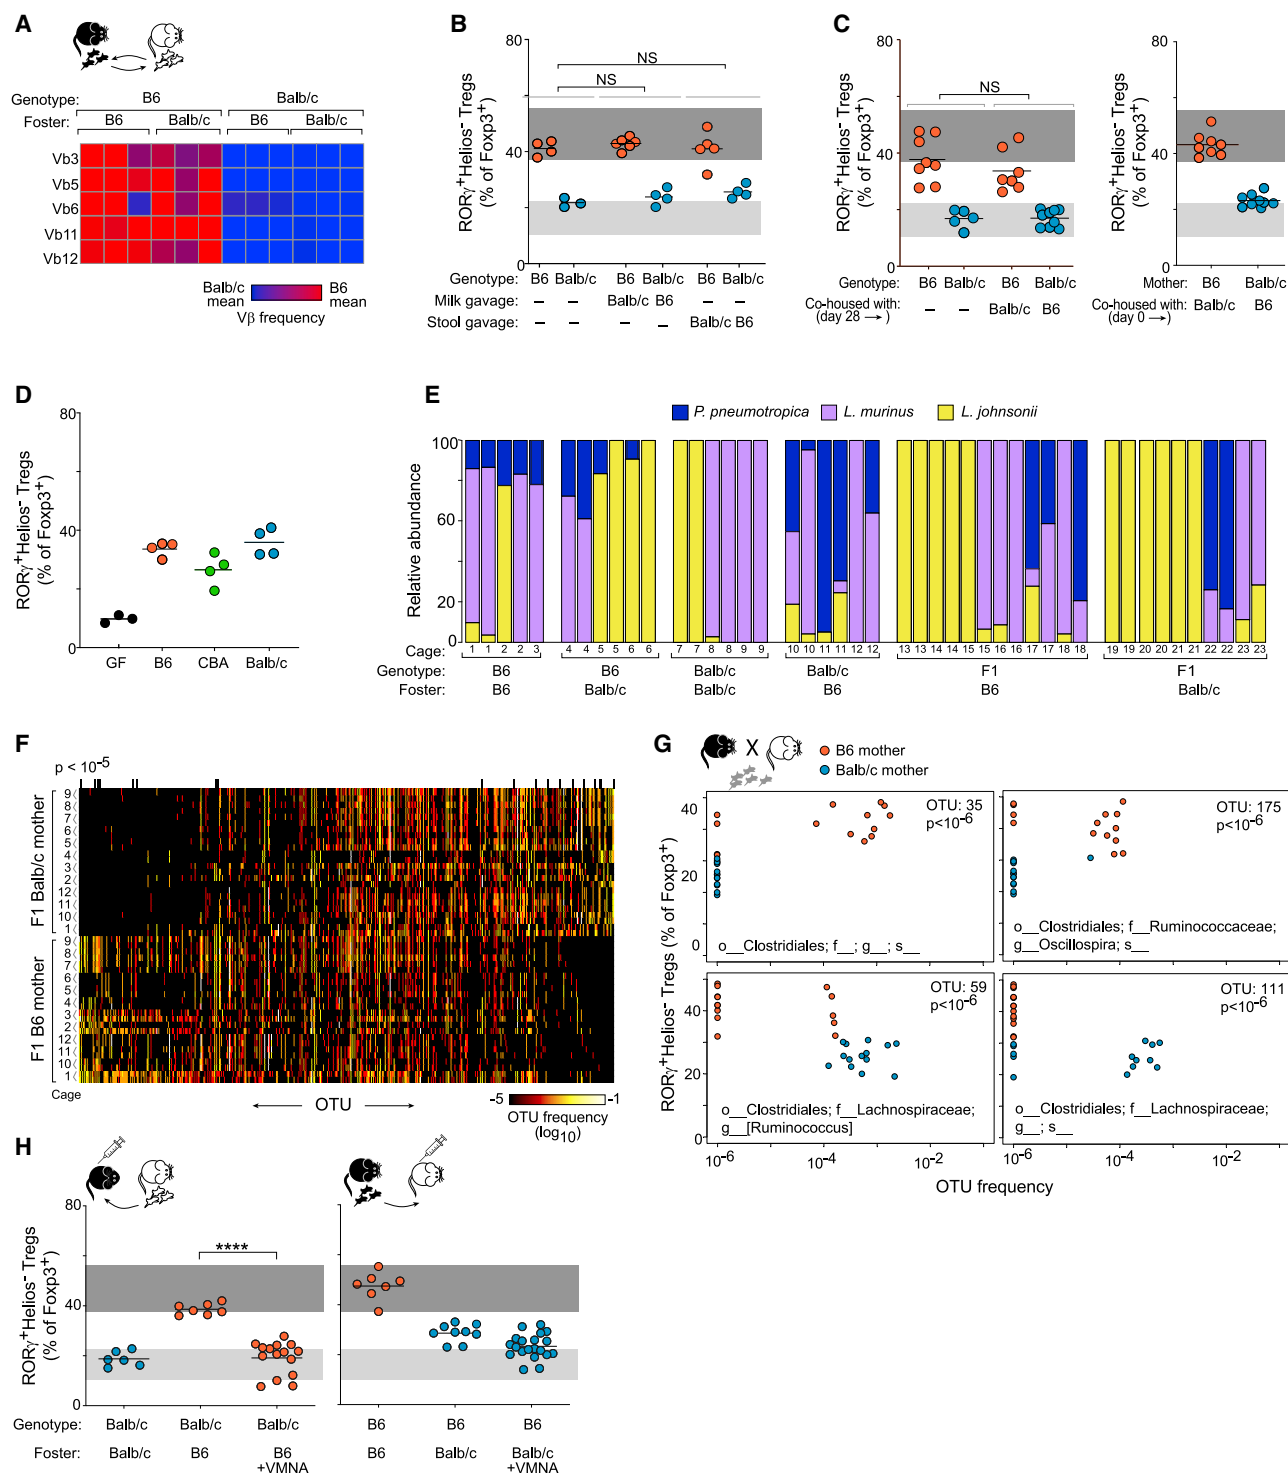 A
Genotype: B6 Balb/c
Foster: B6 Balb/c B6 Balb/c
Vb3
Vb5
Vb6
Vb11
Vb12
Balb/c mean B6 mean
Vβ frequency
B
RORγ+Helios- Tregs
(% of Foxp3+)
80
40
0
NS
NS
Genotype: B6 Balb/c B6 Balb/c B6 Balb/c
Milk gavage: – – Balb/c B6 – –
Stool gavage: – – – – Balb/c B6
C
RORγ+Helios- Tregs
(% of Foxp3+)
80
40
0
NS
Genotype: B6 Balb/c B6 Balb/c
Co-housed with: – – Balb/c B6
(day 28 →)
RORγ+Helios- Tregs
(% of Foxp3+)
80
40
0
Mother: B6 Balb/c
Co-housed with: Balb/c B6
(day 0 →)
D
RORγ+Helios- Tregs
(% of Foxp3+)
80
40
0
GF B6 CBA Balb/c
E
P. pneumotropica L. murinus L. johnsonii
Relative abundance
100
80
60
40
20
0
Cage: 1 1 2 2 3 4 4 5 5 6 6 7 7 8 8 9 9 10 10 11 11 12 12 13 13 14 14 15 15 16 16 17 17 18 18 19 19 20 20 21 21 22 22 23 23
Genotype: B6 B6 Balb/c Balb/c F1 F1
Foster: B6 Balb/c Balb/c B6 B6 Balb/c
F
p < 10-5
F1 Balb/c mother
9
8
7
6
5
4
3
2
12
11
10
1
F1 B6 mother
9
8
7
6
5
4
3
2
12
11
10
1
Cage
← OTU →
-5 -1
OTU frequency
(log10)
G
X
B6 mother
Balb/c mother
RORγ+Helios- Tregs (% of Foxp3+)
40
20
0
OTU: 35
p<10-6
o__Clostridiales; f__; g__; s__
OTU: 175
p<10-6
o__Clostridiales; f__Ruminococcaceae;
g__Oscillospira; s__
40
20
0
OTU: 59
p<10-6
o__Clostridiales; f__Lachnospiraceae;
g__[Ruminococcus]
OTU: 111
p<10-6
o__Clostridiales; f__Lachnospiraceae;
g__; s__
10-6 10-4 10-2 10-6 10-4 10-2
OTU frequency
H
RORγ+Helios- Tregs
(% of Foxp3+)
80
40
0
****
Genotype: Balb/c Balb/c Balb/c B6 B6 B6
Foster: Balb/c B6 B6 +VMNA B6 Balb/c Balb/c +VMNA